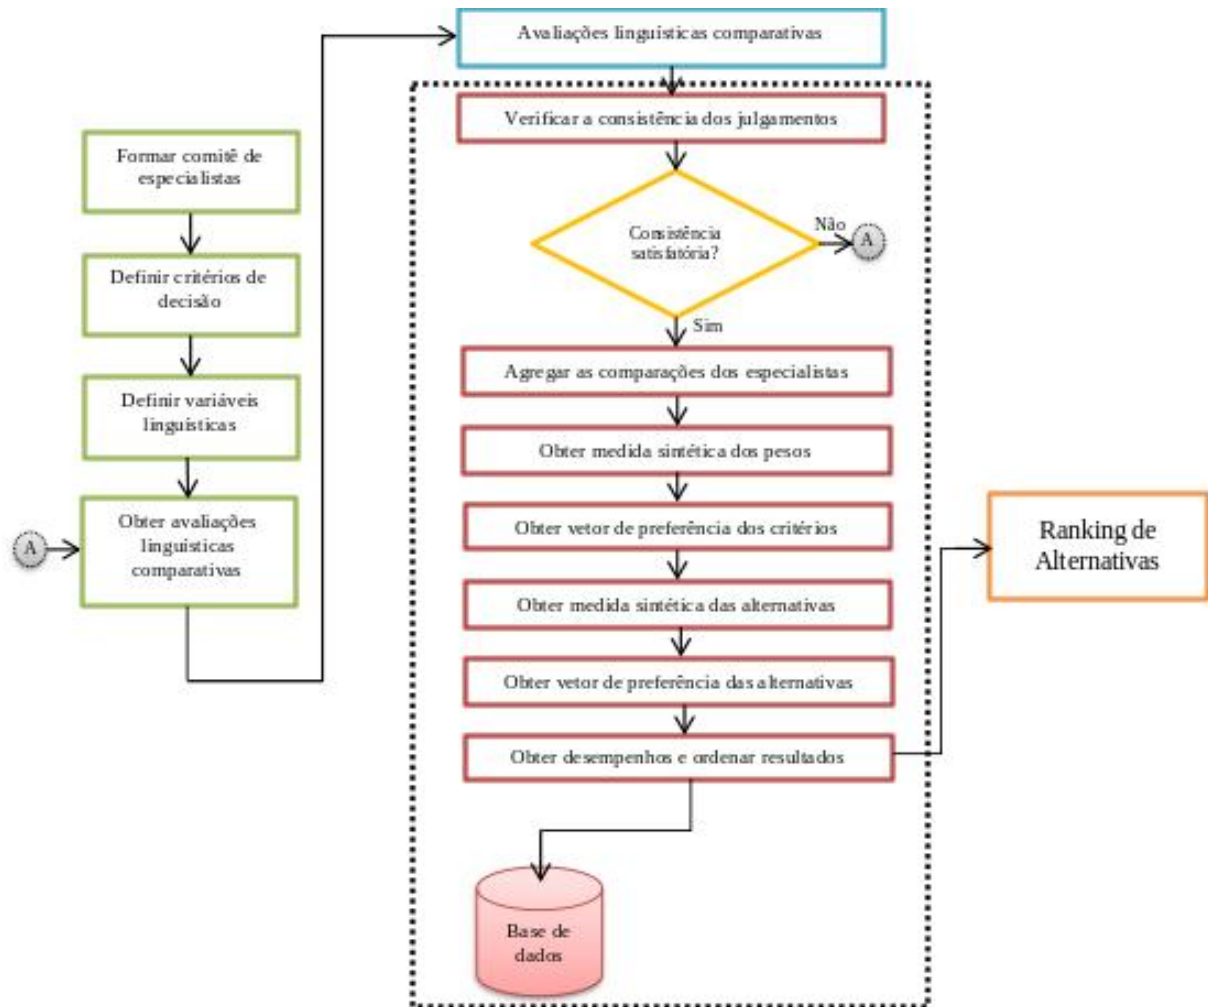 Formar comitê de
especialistas
Definir critérios de
decisão
Definir variáveis
linguísticas
A
Obter avaliações
linguísticas
comparativas
Avaliações linguísticas comparativas
Verificar a consistência dos julgamentos
Consistência
satisfatória?
Não
A
Sim
Agregar as comparações dos especialistas
Obter medida sintética dos pesos
Obter vetor de preferência dos critérios
Obter medida sintética das alternativas
Obter vetor de preferência das alternativas
Obter desempenhos e ordenar resultados
Base de
dados
Ranking de
Alternativas